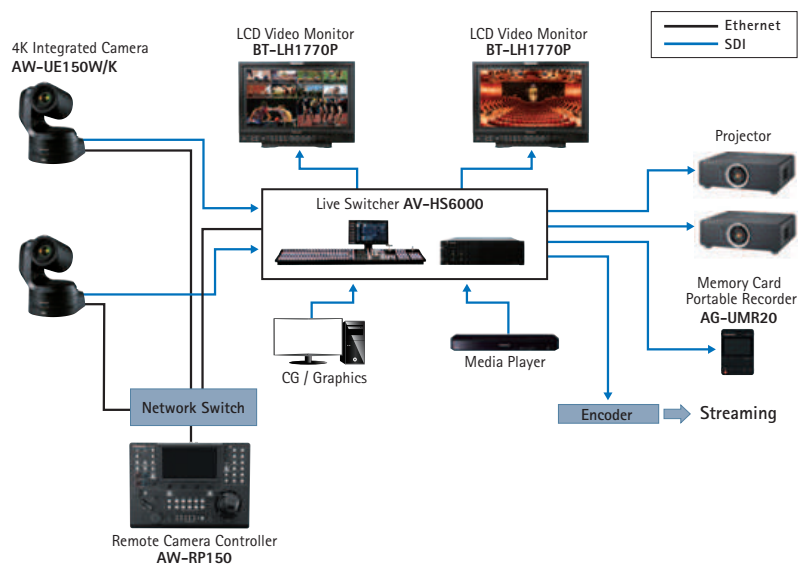 Ethernet
SDI
4K Integrated Camera
AW-UE150W/K
LCD Video Monitor
BT-LH1770P
LCD Video Monitor
BT-LH1770P
Projector
Live Switcher AV-HS6000
Memory Card
Portable Recorder
AG-UMR20
CG / Graphics
Media Player
Network Switch
Encoder
Streaming
Remote Camera Controller
AW-RP150